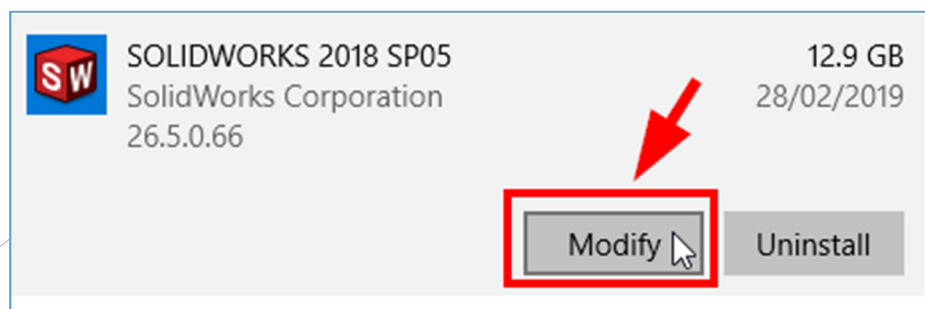 SW
SOLIDWORKS 2018 SP05
12.9 GB
SolidWorks Corporation
28/02/2019
26.5.0.66
Modify
Uninstall